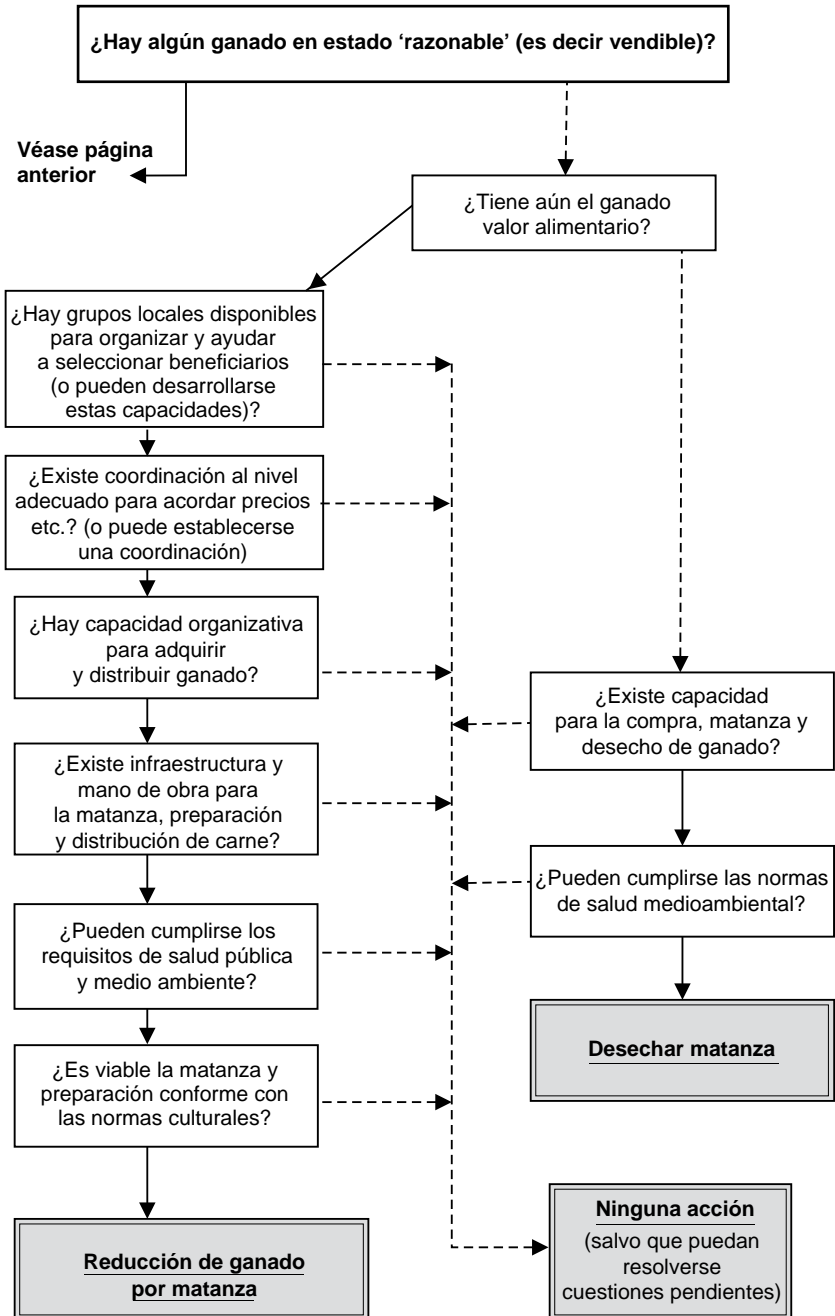 ¿Hay algún ganado en estado ‘razonable’ (es decir vendible)?
Véase página
anterior
¿Tiene aún el ganado
valor alimentario?
¿Hay grupos locales disponibles
para organizar y ayudar
a seleccionar beneficiarios
(o pueden desarrollarse
estas capacidades)?
¿Existe coordinación al nivel
adecuado para acordar precios
etc.? (o puede establecerse
una coordinación)
¿Hay capacidad organizativa
para adquirir
y distribuir ganado?
¿Existe capacidad
para la compra, matanza y
desecho de ganado?
¿Existe infraestructura y
mano de obra para
la matanza, preparación
y distribución de carne?
¿Pueden cumplirse las normas
de salud medioambiental?
¿Pueden cumplirse los
requisitos de salud pública
y medio ambiente?
Desechar matanza
¿Es viable la matanza y
preparación conforme con
las normas culturales?
Reducción de ganado
por matanza
Ninguna acción
(salvo que puedan
resolverse
cuestiones pendientes)